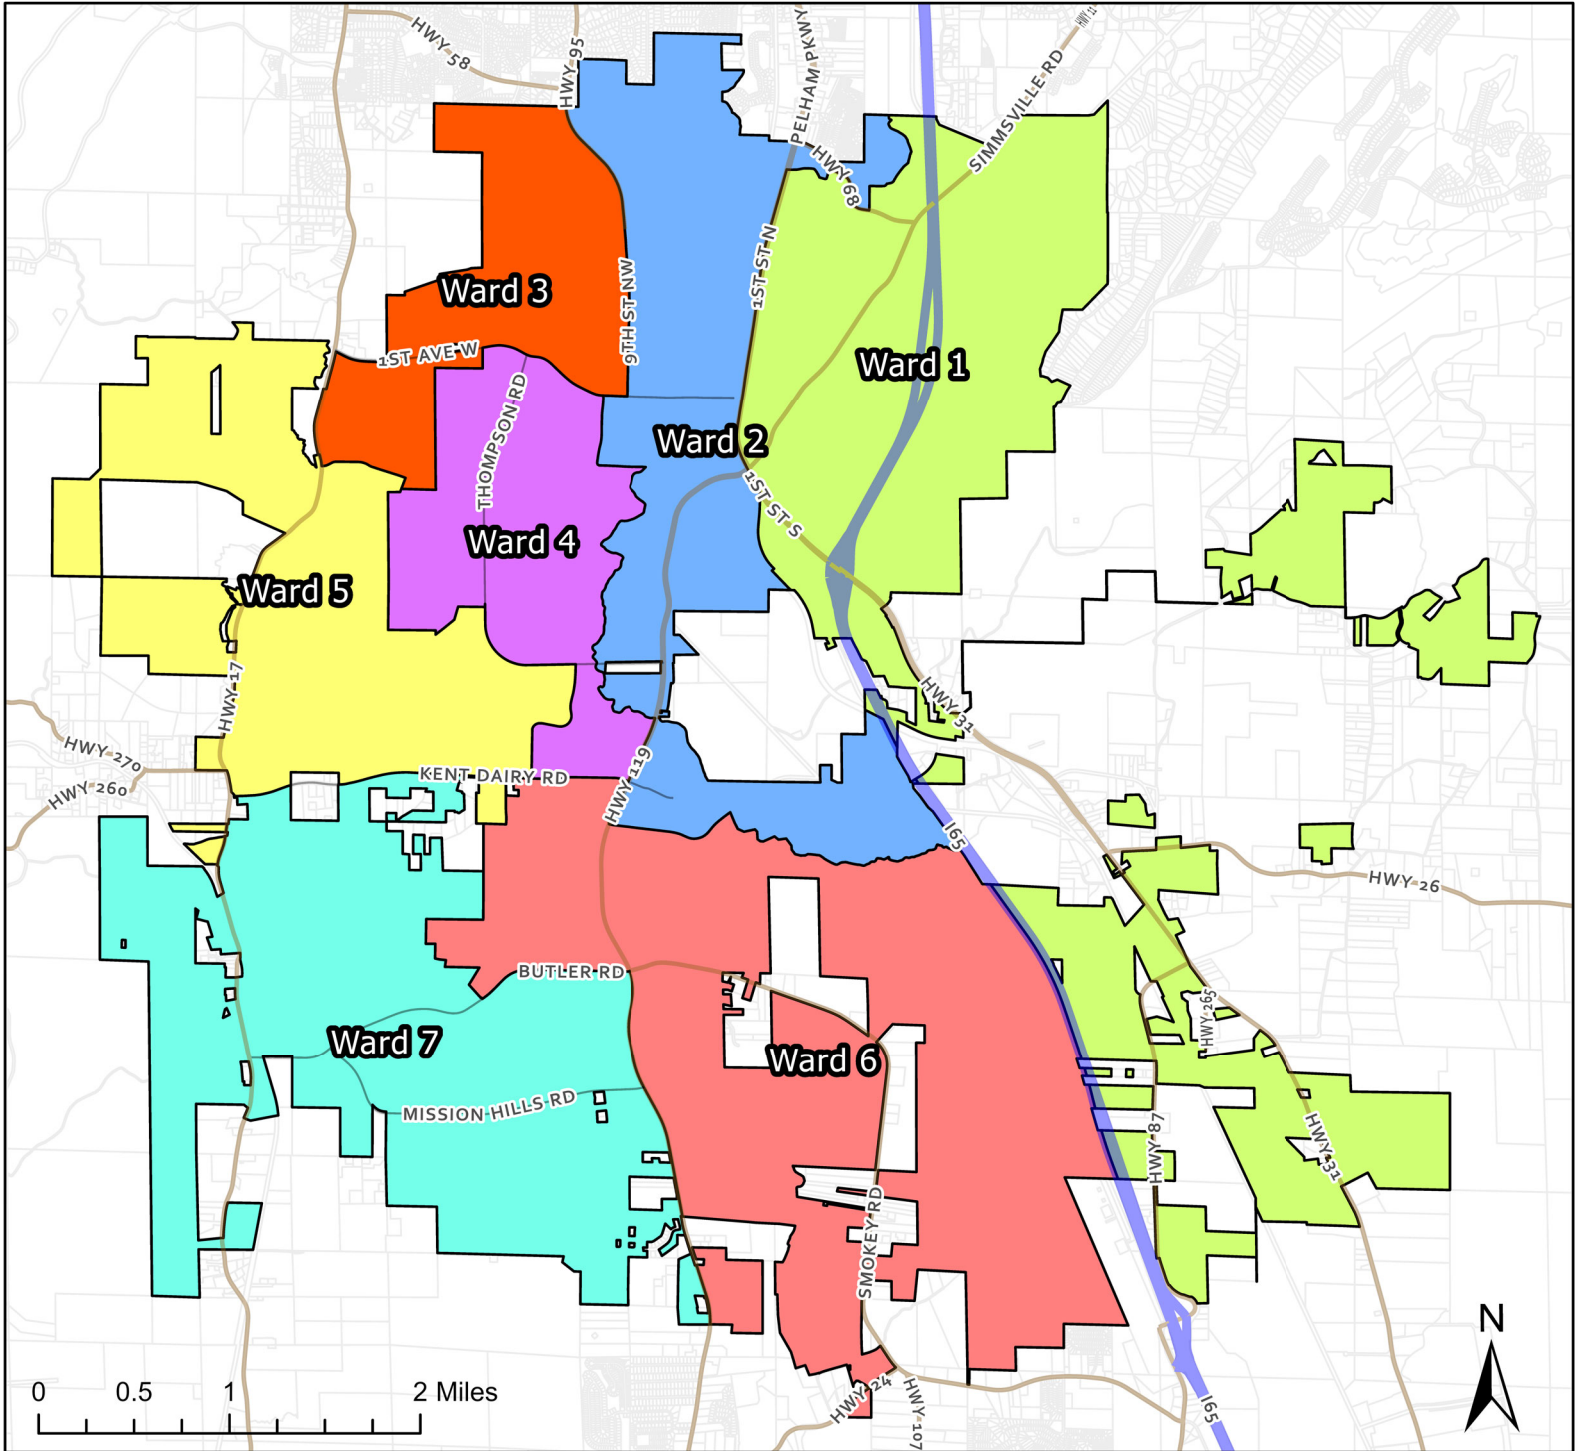 HWY 58
HWY 95
PELHAM PKWY
HWY 11
SIMMSVILLE RD
HWY 68
1ST ST N
Ward 3
9TH ST NW
1ST AVE W
Ward 1
THOMPSON RD
Ward 2
1ST ST S
Ward 4
Ward 5
HWY 17
HWY 31
HWY 270
HWY 260
KENT DAIRY RD
HWY 119
I65
HWY 26
BUTLER RD
HWY 265
Ward 7
Ward 6
MISSION HILLS RD
HWY 87
HWY 31
SMOKEY RD
HWY 24
HWY 107
I65
N
0 0.5 1 2 Miles